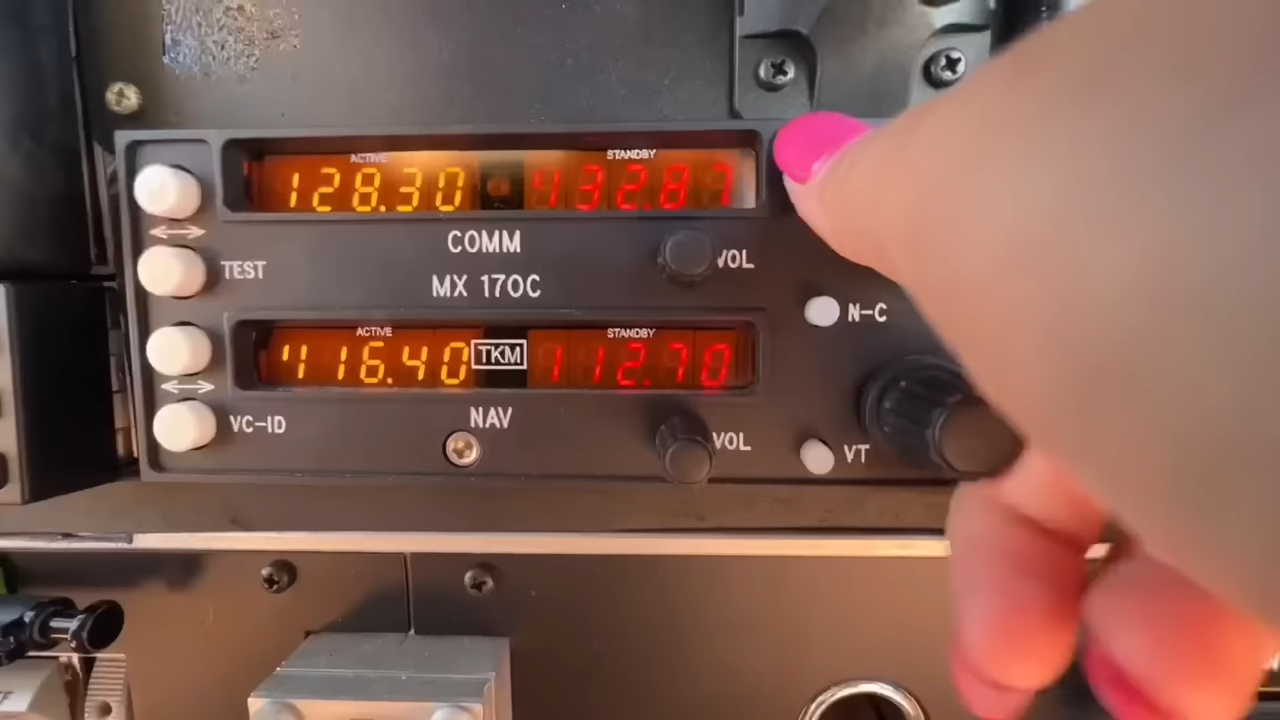 ACTIVE STANDBY
128.30 132.87
COMM
TEST
VOL
MX 170C
N-C
ACTIVE STANDBY
116.40 TKM 112.70
NAV
VC-ID
VOL
VT